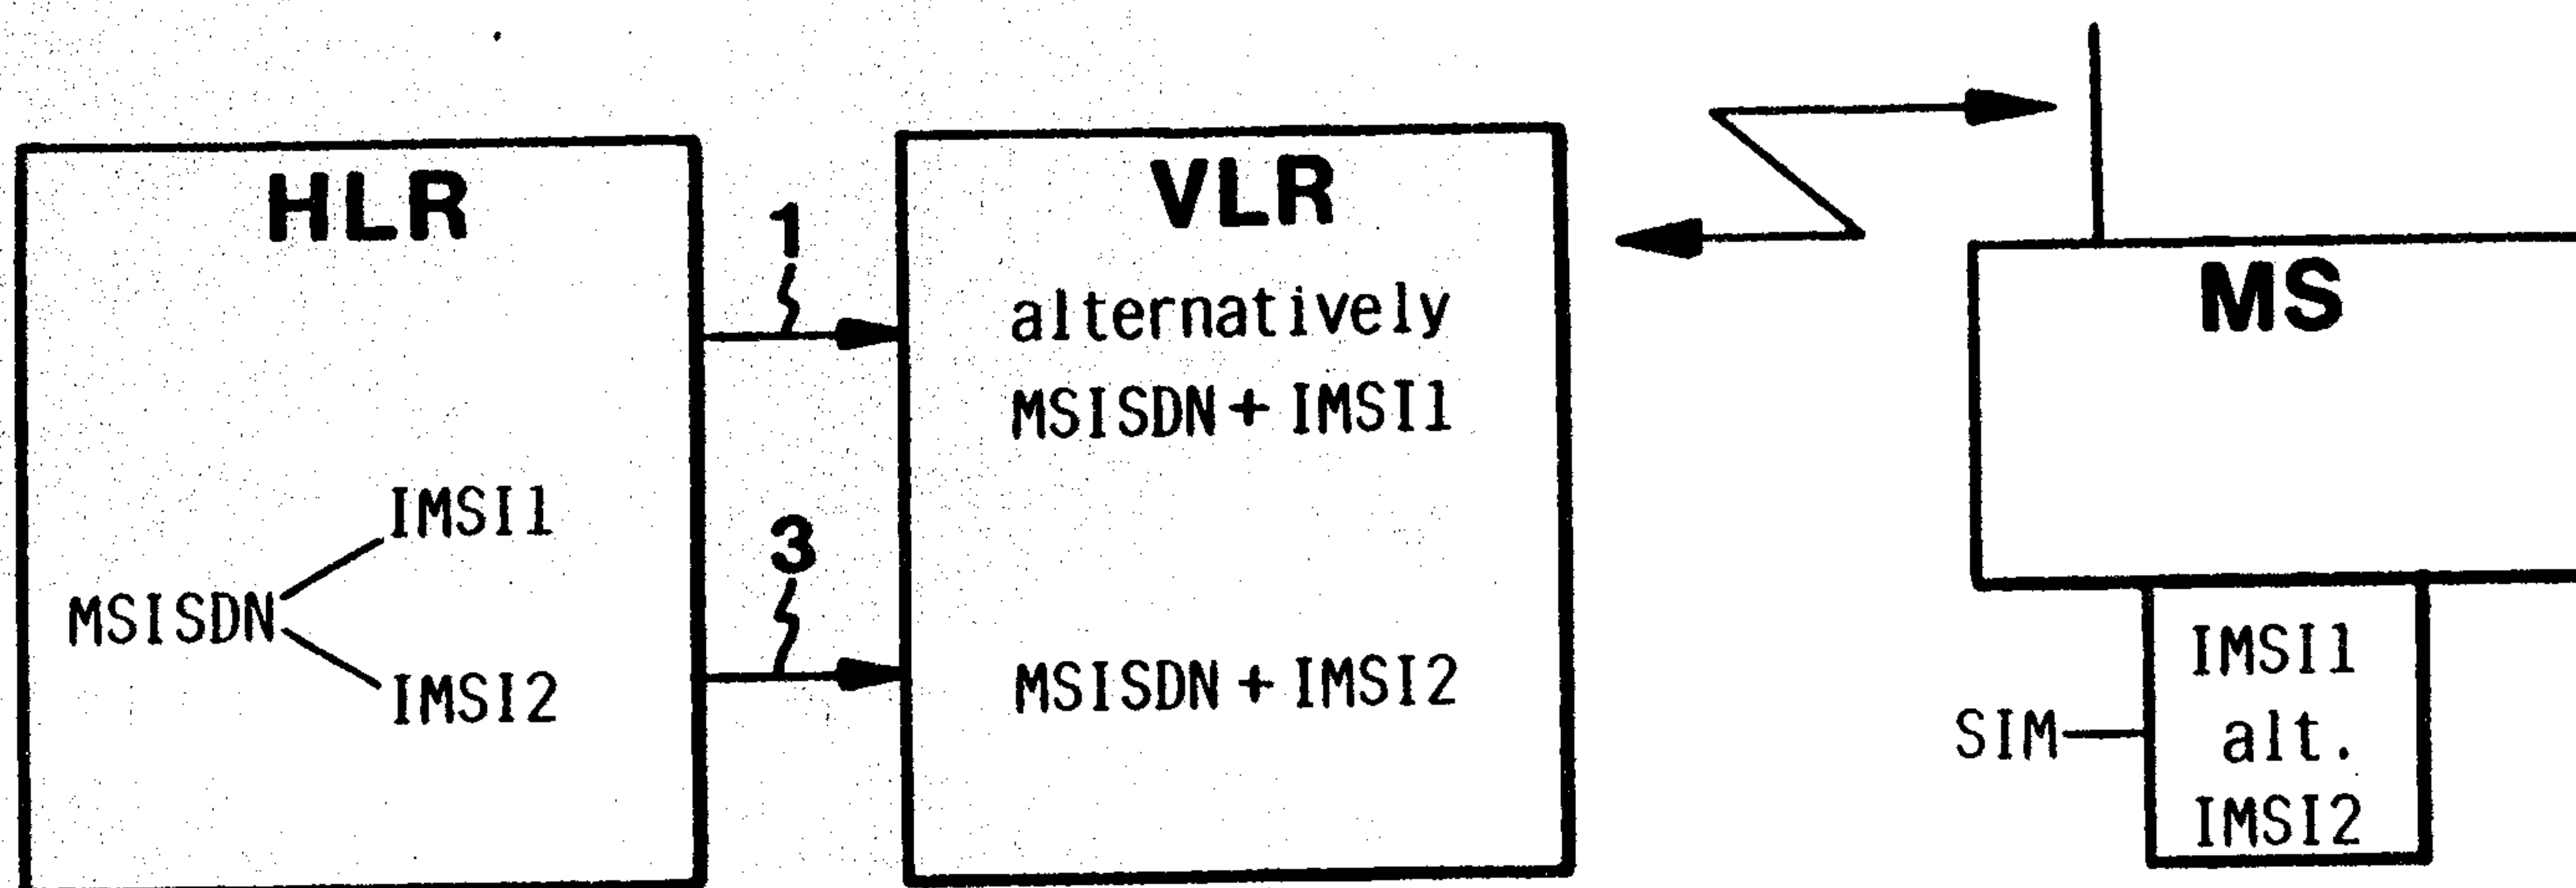 HLR
IMSI1
MSISDN
IMSI2
1
3
VLR
alternatively
MSISDN + IMSI1
MSISDN + IMSI2
MS
SIM
IMSI1
alt.
IMSI2